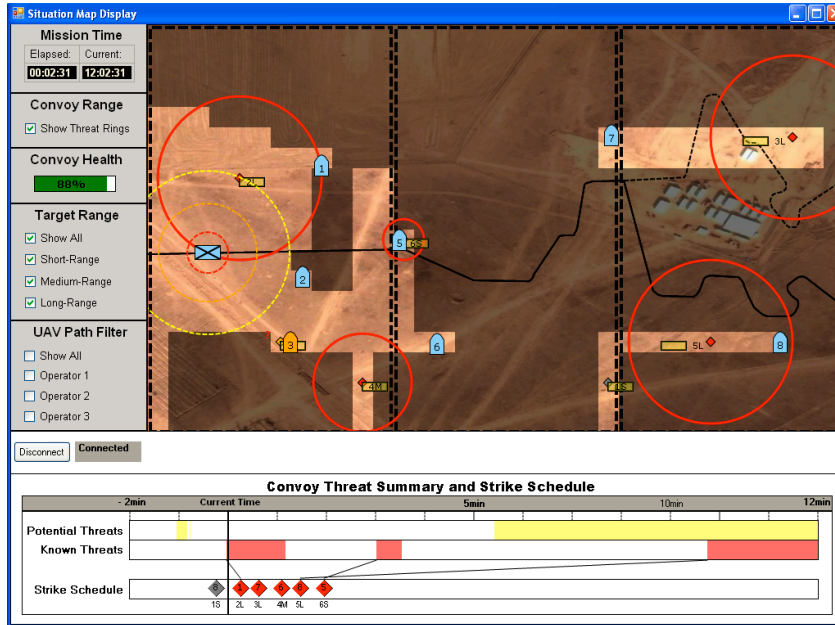 Situation Map Display
Mission Time
Elapsed: Current:
00:02:31 12:02:31
Convoy Range
Show Threat Rings
Convoy Health
88%
Target Range
Show All
Short-Range
Medium-Range
Long-Range
UAV Path Filter
Show All
Operator 1
Operator 2
Operator 3
1
2L
2
3
4M
5
6S
6
7
3L
5L
8
1S
Disconnect
Connected
Convoy Threat Summary and Strike Schedule
- 2min Current Time 5min 10min 12min
Potential Threats
Known Threats
Strike Schedule
8 1 7 6 8 5
1S 2L 3L 4M 5L 6S